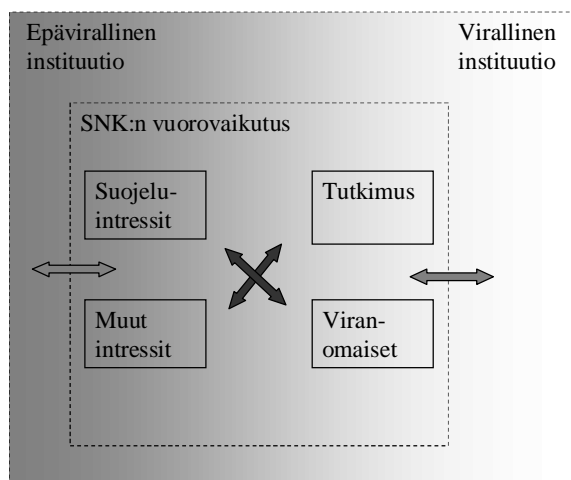 Epävirallinen
instituutio
Virallinen
instituutio
SNK:n vuorovaikutus
Suojelu-
intressit
Tutkimus
Muut
intressit
Viran-
omaiset